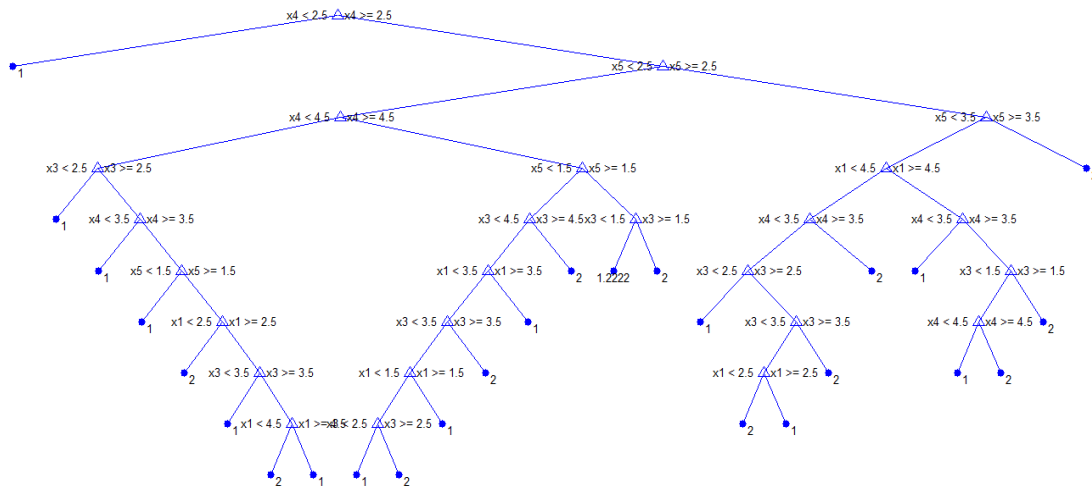 x4 < 2.5 x4 >= 2.5
1
x5 < 2.5 x5 >= 2.5
x4 < 4.5 x4 >= 4.5
x5 < 3.5 x5 >= 3.5
x3 < 2.5 x3 >= 2.5
x5 < 1.5 x5 >= 1.5
x1 < 4.5 x1 >= 4.5
1
x4 < 3.5 x4 >= 3.5
x3 < 4.5 x3 >= 4.5
x3 < 1.5 x3 >= 1.5
x4 < 3.5 x4 >= 3.5
x4 < 3.5 x4 >= 3.5
1
x5 < 1.5 x5 >= 1.5
x1 < 3.5 x1 >= 3.5
2
1.2222
2
x3 < 2.5 x3 >= 2.5
2
1
x3 < 1.5 x3 >= 1.5
1
x1 < 2.5 x1 >= 2.5
x3 < 3.5 x3 >= 3.5
1
1
x3 < 3.5 x3 >= 3.5
x4 < 4.5 x4 >= 4.5
2
2
x3 < 3.5 x3 >= 3.5
x1 < 1.5 x1 >= 1.5
2
x1 < 2.5 x1 >= 2.5
2
1
2
1
x1 < 4.5 x1 >= 4.5
x3 < 2.5 x3 >= 2.5
1
2
1
2
1
1
2